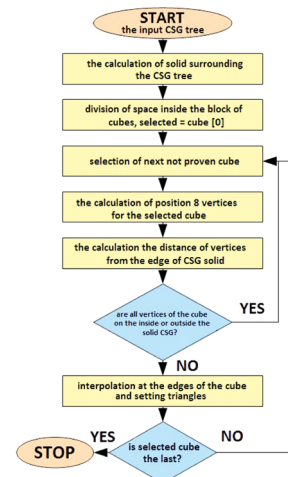 START
the input CSG tree
the calculation of solid surrounding
the CSG tree
division of space inside the block of
cubes, selected = cube [0]
selection of next not proven cube
the calculation of position 8 vertices
for the selected cube
the calculation the distance of vertices
from the edge of CSG solid
are all vertices of the cube
on the inside or outside the
solid CSG?
YES
NO
interpolation at the edges of the cube
and setting triangles
is selected cube
the last?
YES
NO
STOP